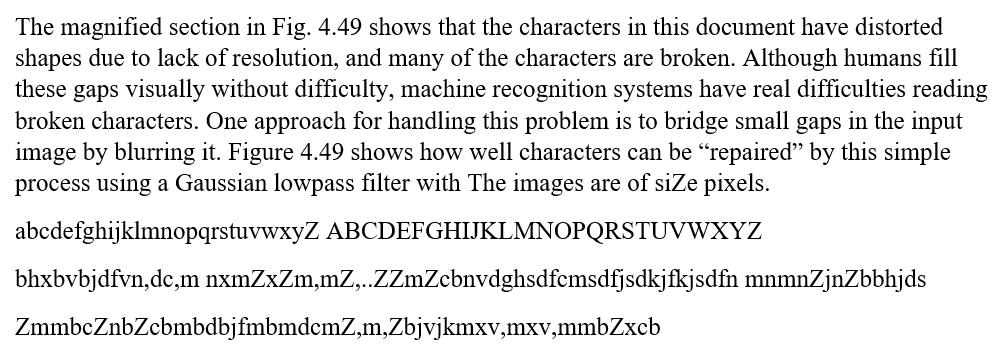 The magnified section in Fig. 4.49 shows that the characters in this document have distorted
shapes due to lack of resolution, and many of the characters are broken. Although humans fill
these gaps visually without difficulty, machine recognition systems have real difficulties reading
broken characters. One approach for handling this problem is to bridge small gaps in the input
image by blurring it. Figure 4.49 shows how well characters can be “repaired” by this simple
process using a Gaussian lowpass filter with The images are of siZe pixels.
abcdefghijklmnopqrstuvwxyZ ABCDEFGHIJKLMNOPQRSTUVWXYZ
bhxbvbjdfvn,dc,m nxmZxZm,mZ,..ZZmZcbnvdghsdfcmsdfjsdkjfkjsdfn mnmnZjnZbbhjds
ZmmbcZnbZcbmbdbjfmbmdcmZ,m,Zbjvjkmxv,mxv,mmbZxcb